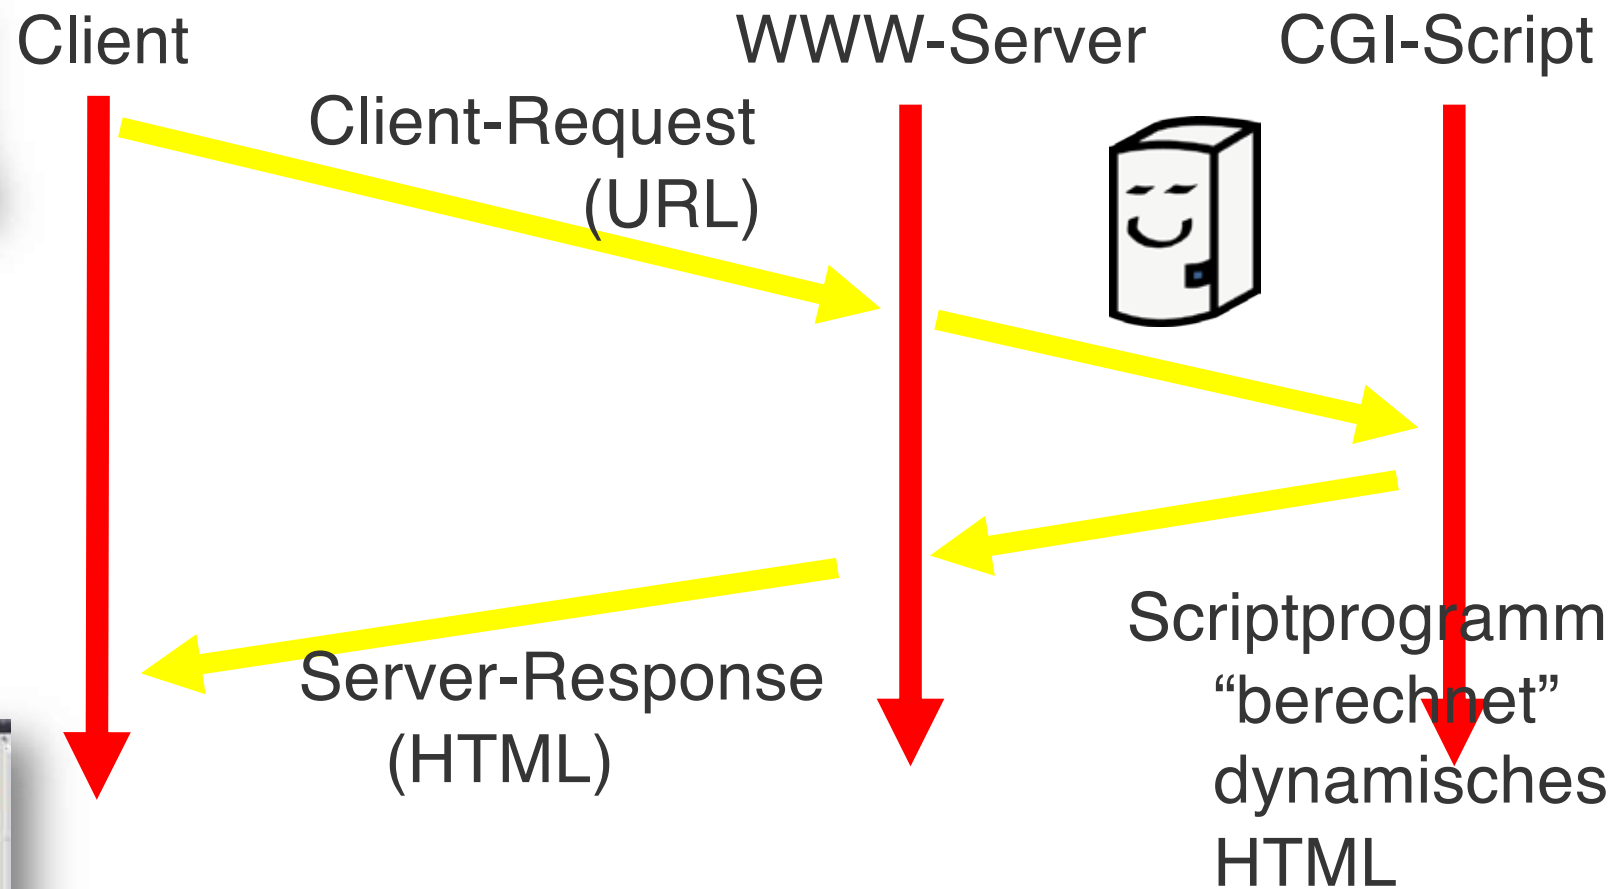 Client
WWW-Server
CGI-Script
Client-Request
(URL)
Server-Response
(HTML)
Scriptprogramm
“berechnet”
dynamisches
HTML